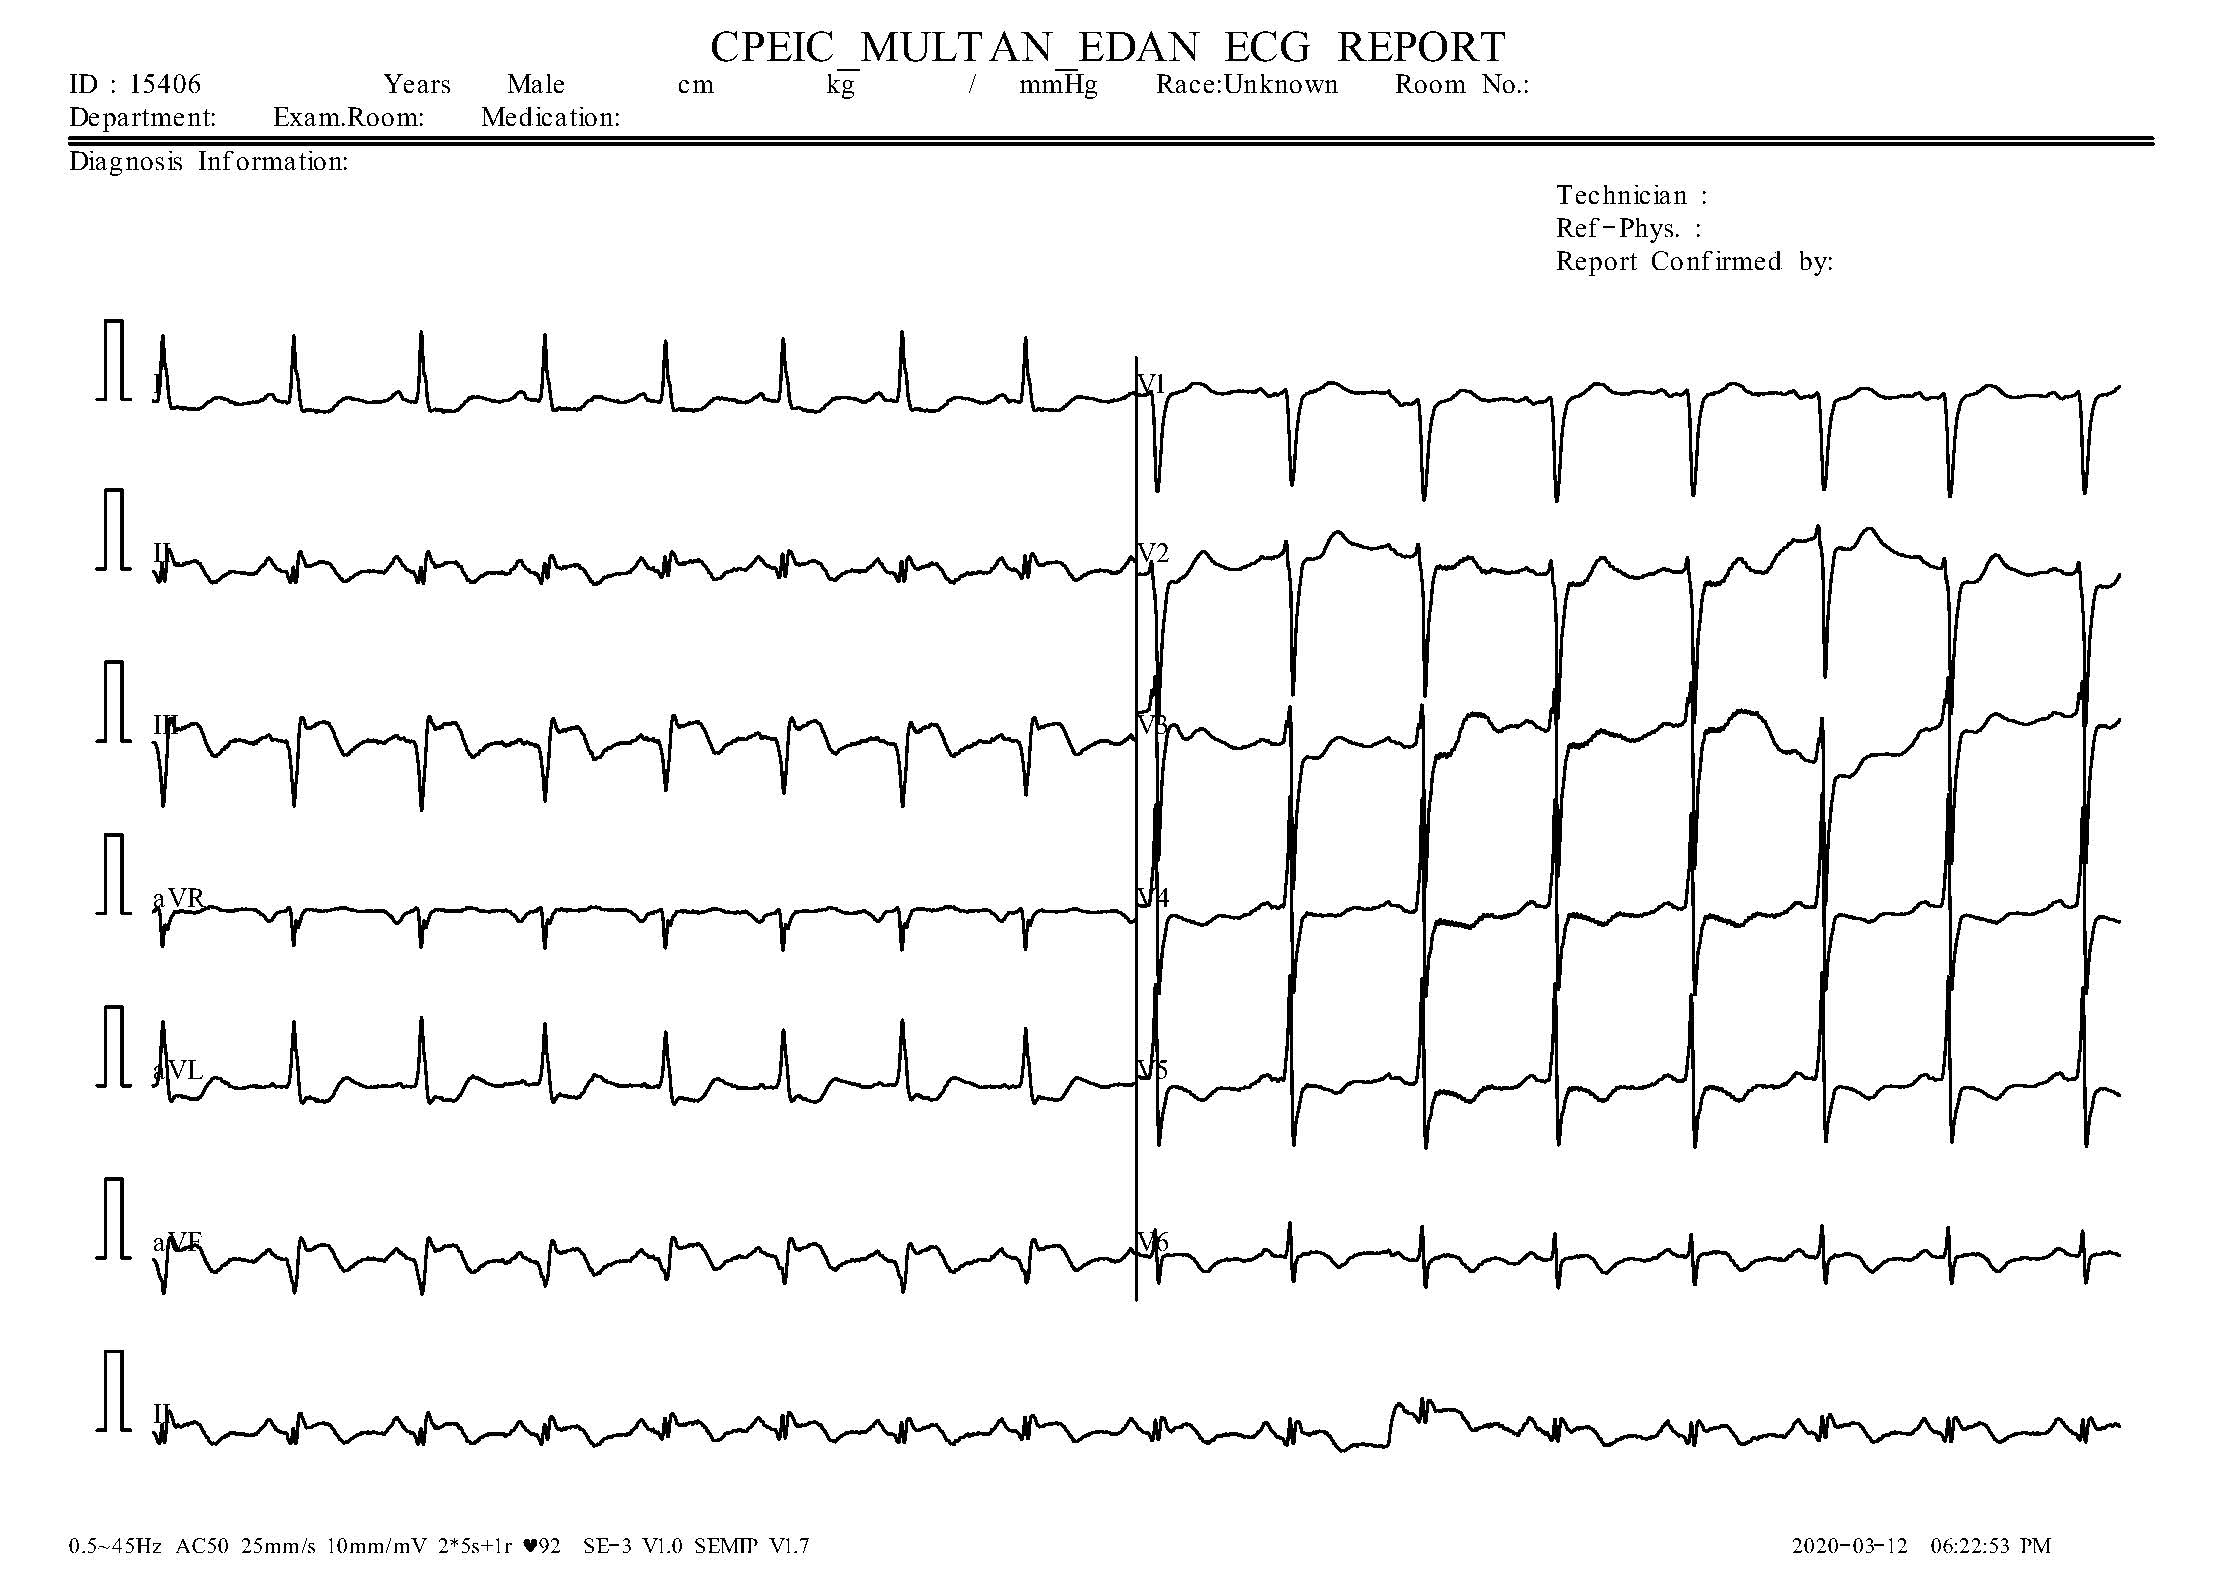 CPEIC_MULTAN_EDAN ECG REPORT
ID : 15406 Years Male cm kg / mmHg Race:Unknown Room No.:
Department: Exam.Room: Medication:
Diagnosis Information:
Technician :
Ref-Phys. :
Report Confirmed by:
I V1
II V2
III V3
aVR V4
aVL V5
aVF V6
II
0.5~45Hz AC50 25mm/s 10mm/mV 2*5s+1r ♥92 SE-3 V1.0 SEMIP V1.7 2020-03-12 06:22:53 PM